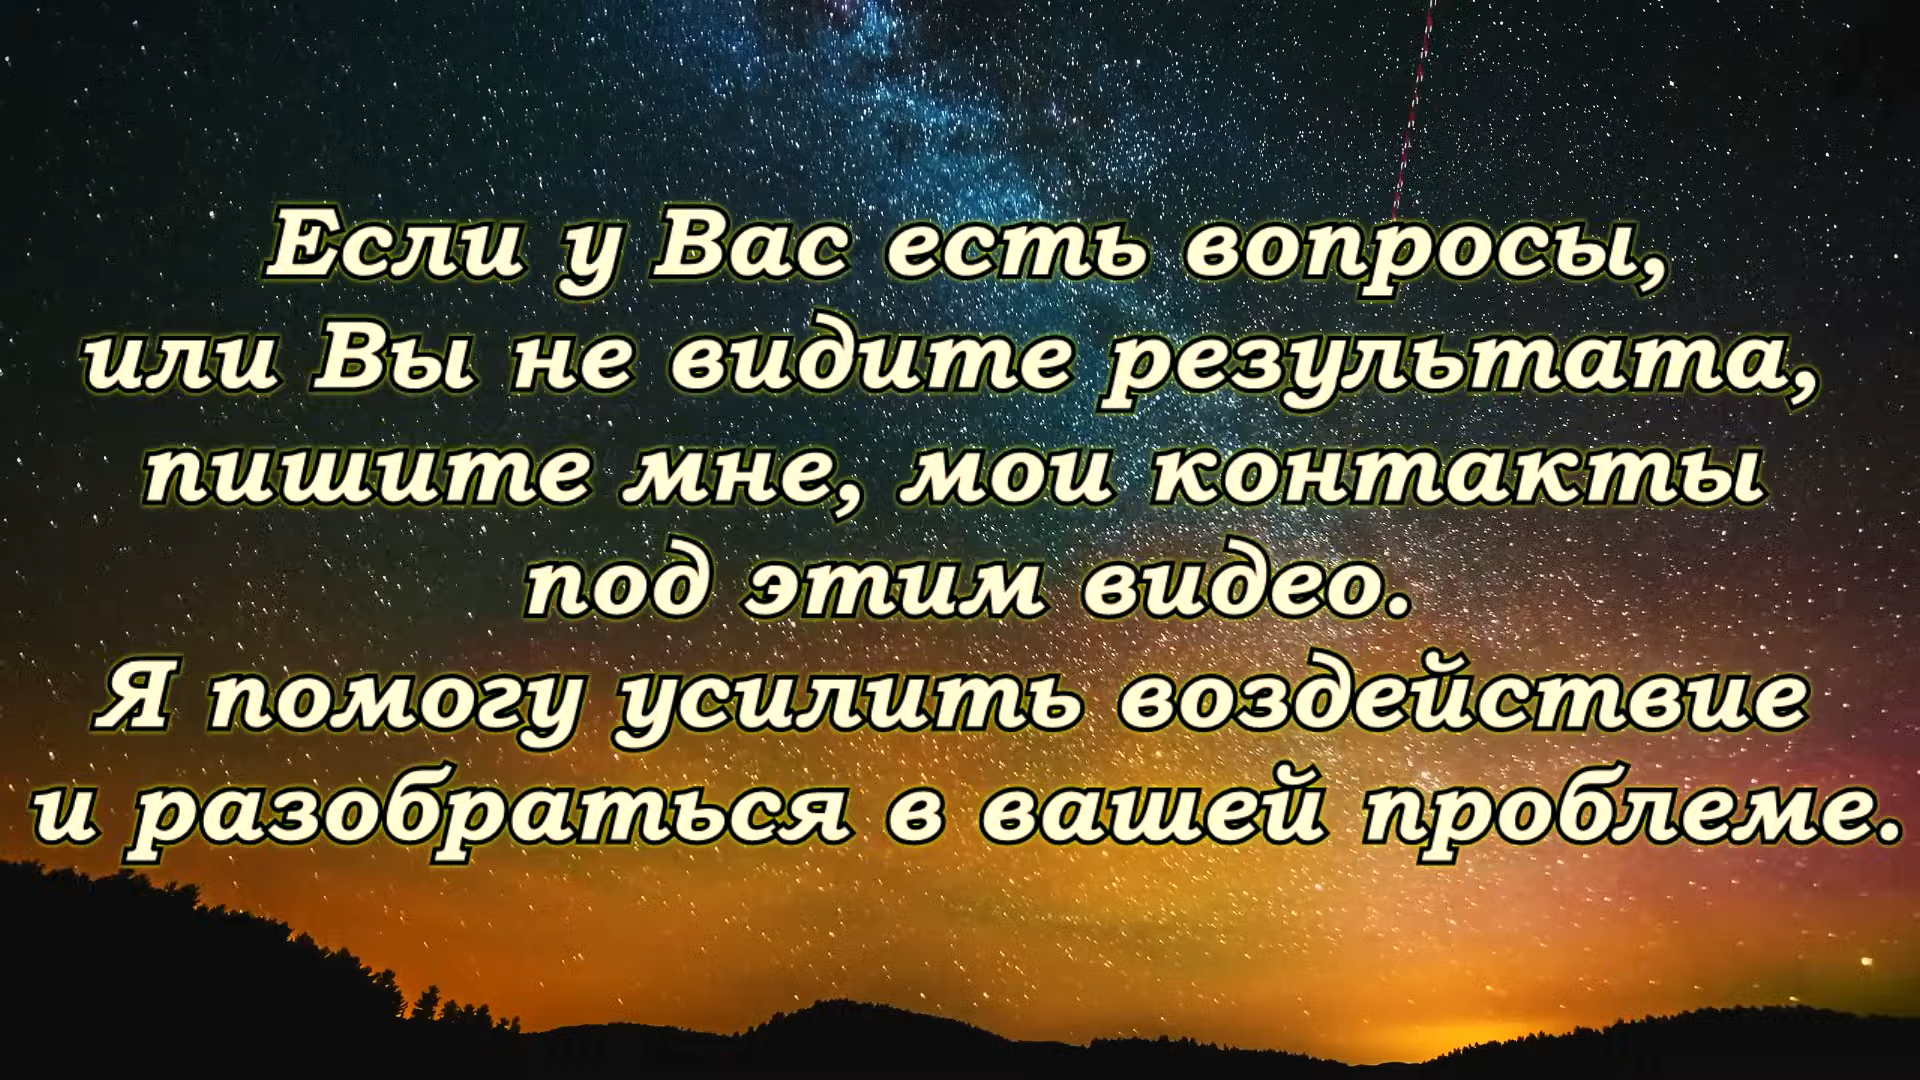 Если у Вас есть вопросы,
или Вы не видите результата,
пишите мне, мои контакты
под этим видео.
Я помогу усилить воздействие
и разобраться в вашей проблеме.